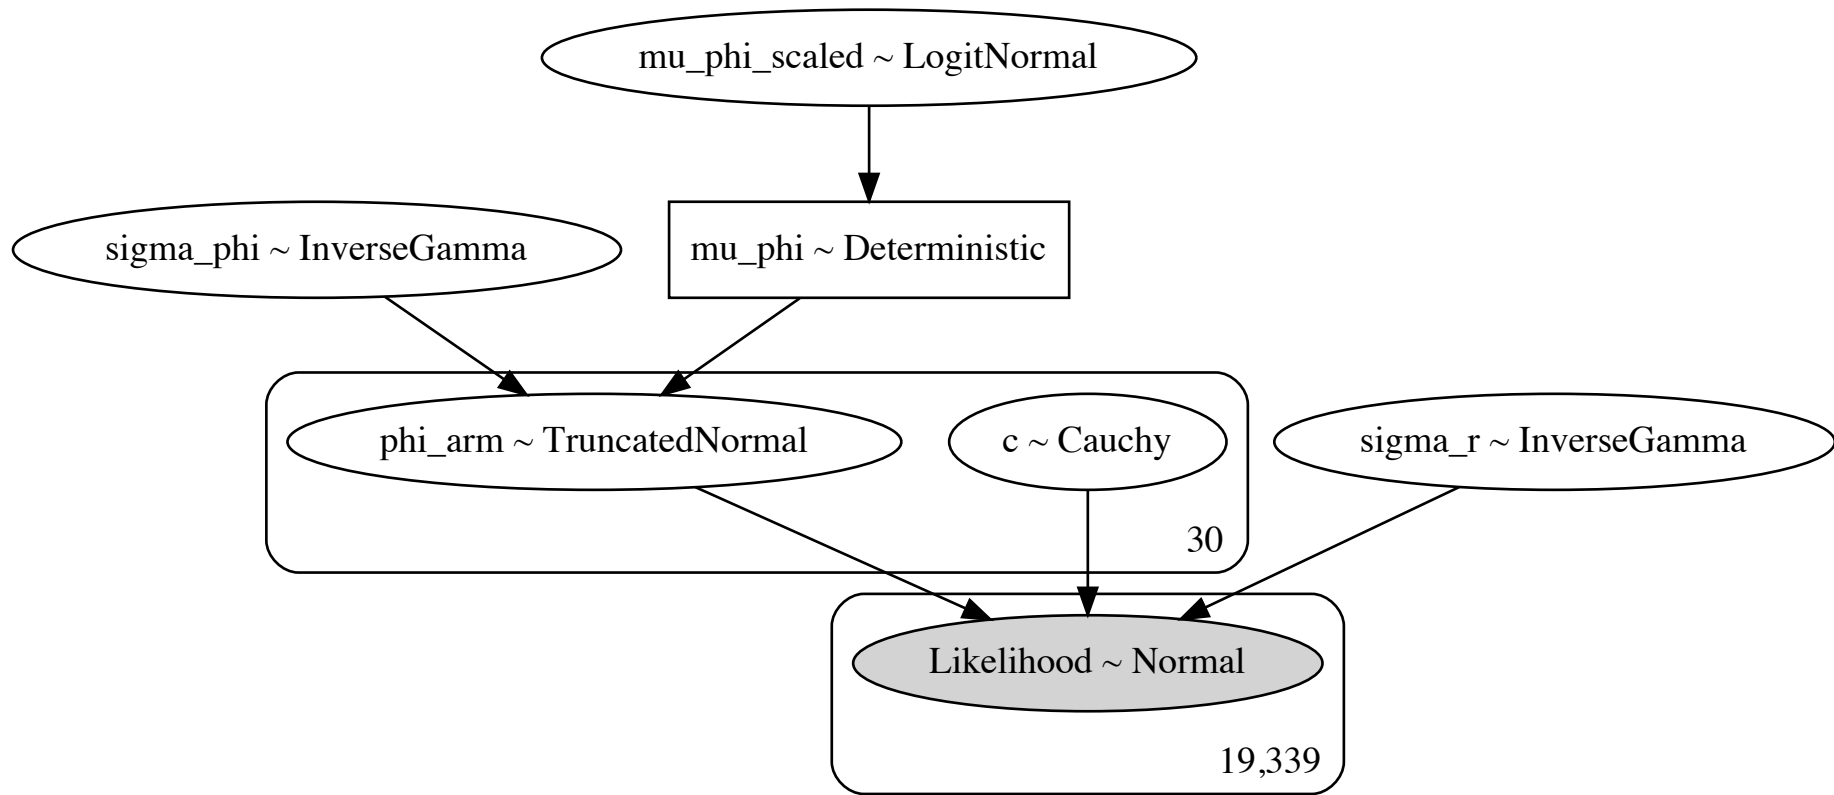 mu_phi_scaled ~ LogitNormal
sigma_phi ~ InverseGamma
mu_phi ~ Deterministic
phi_arm ~ TruncatedNormal
c ~ Cauchy
sigma_r ~ InverseGamma
30
Likelihood ~ Normal
19,339